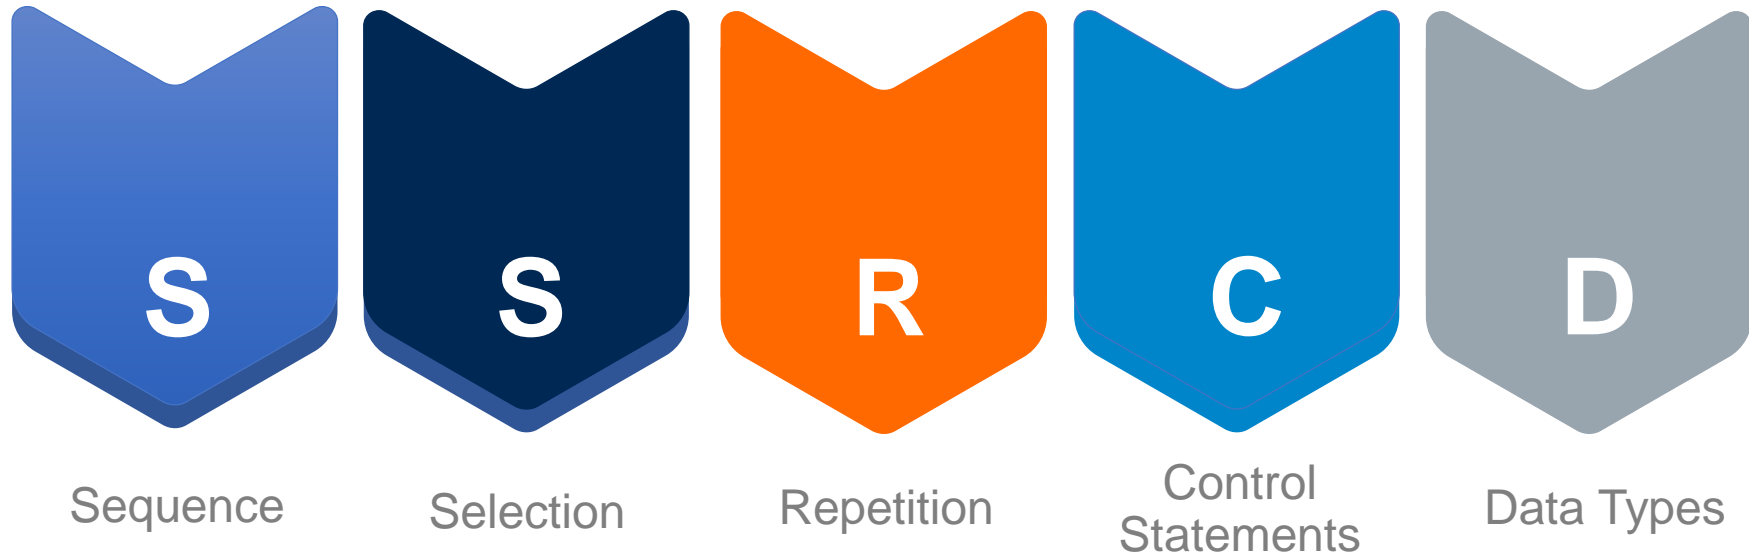 S
S
R
C
D
Sequence
Selection
Repetition
Control
Statements
Data Types